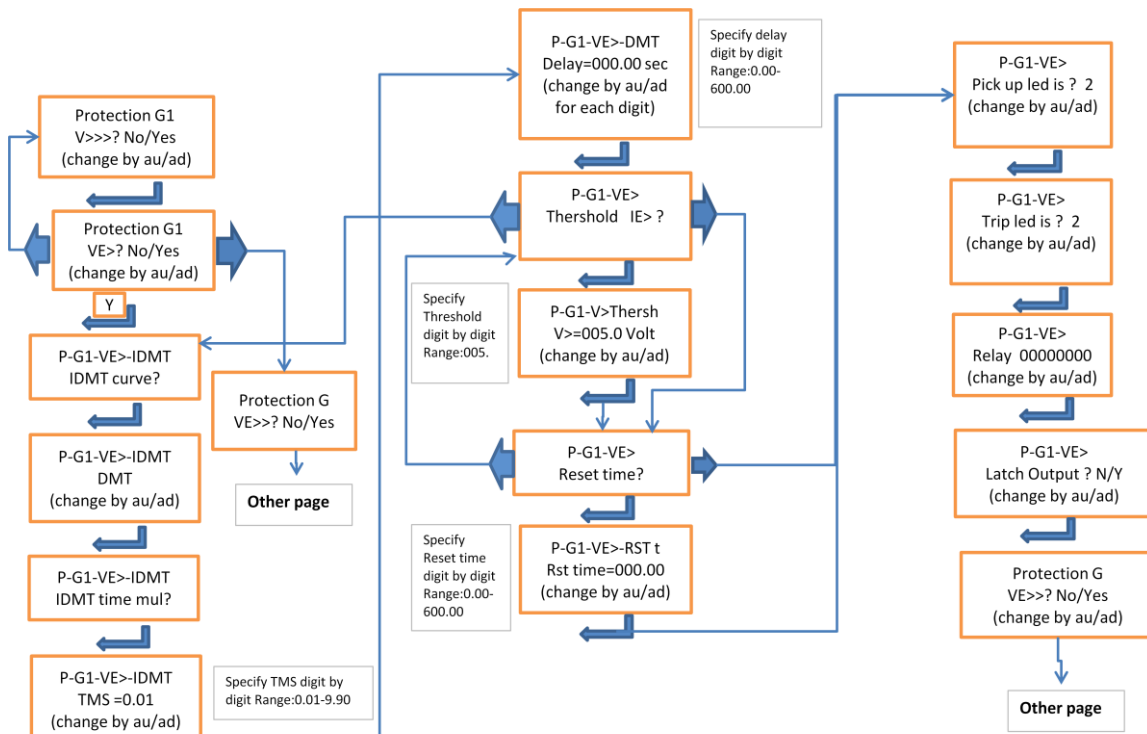 Protection G1
V>>>? No/Yes
(change by au/ad)
Protection G1
VE>? No/Yes
(change by au/ad)
Y
P-G1-VE>-IDMT
IDMT curve?
P-G1-VE>-IDMT
DMT
(change by au/ad)
P-G1-VE>-IDMT
IDMT time mul?
P-G1-VE>-IDMT
TMS =0.01
(change by au/ad)
Specify TMS digit by
digit Range:0.01-9.90
Protection G
VE>>? No/Yes
Other page
P-G1-VE>-DMT
Delay=000.00 sec
(change by au/ad
for each digit)
Specify delay
digit by digit
Range:0.00-
600.00
P-G1-VE>
Thershold IE> ?
Specify
Threshold
digit by digit
Range:005.
P-G1-V>Thersh
V>=005.0 Volt
(change by au/ad)
P-G1-VE>
Reset time?
Specify
Reset time
digit by digit
Range:0.00-
600.00
P-G1-VE>-RST t
Rst time=000.00
(change by au/ad)
P-G1-VE>
Pick up led is ? 2
(change by au/ad)
P-G1-VE>
Trip led is ? 2
(change by au/ad)
P-G1-VE>
Relay 00000000
(change by au/ad)
P-G1-VE>
Latch Output ? N/Y
(change by au/ad)
Protection G
VE>>? No/Yes
(change by au/ad)
Other page